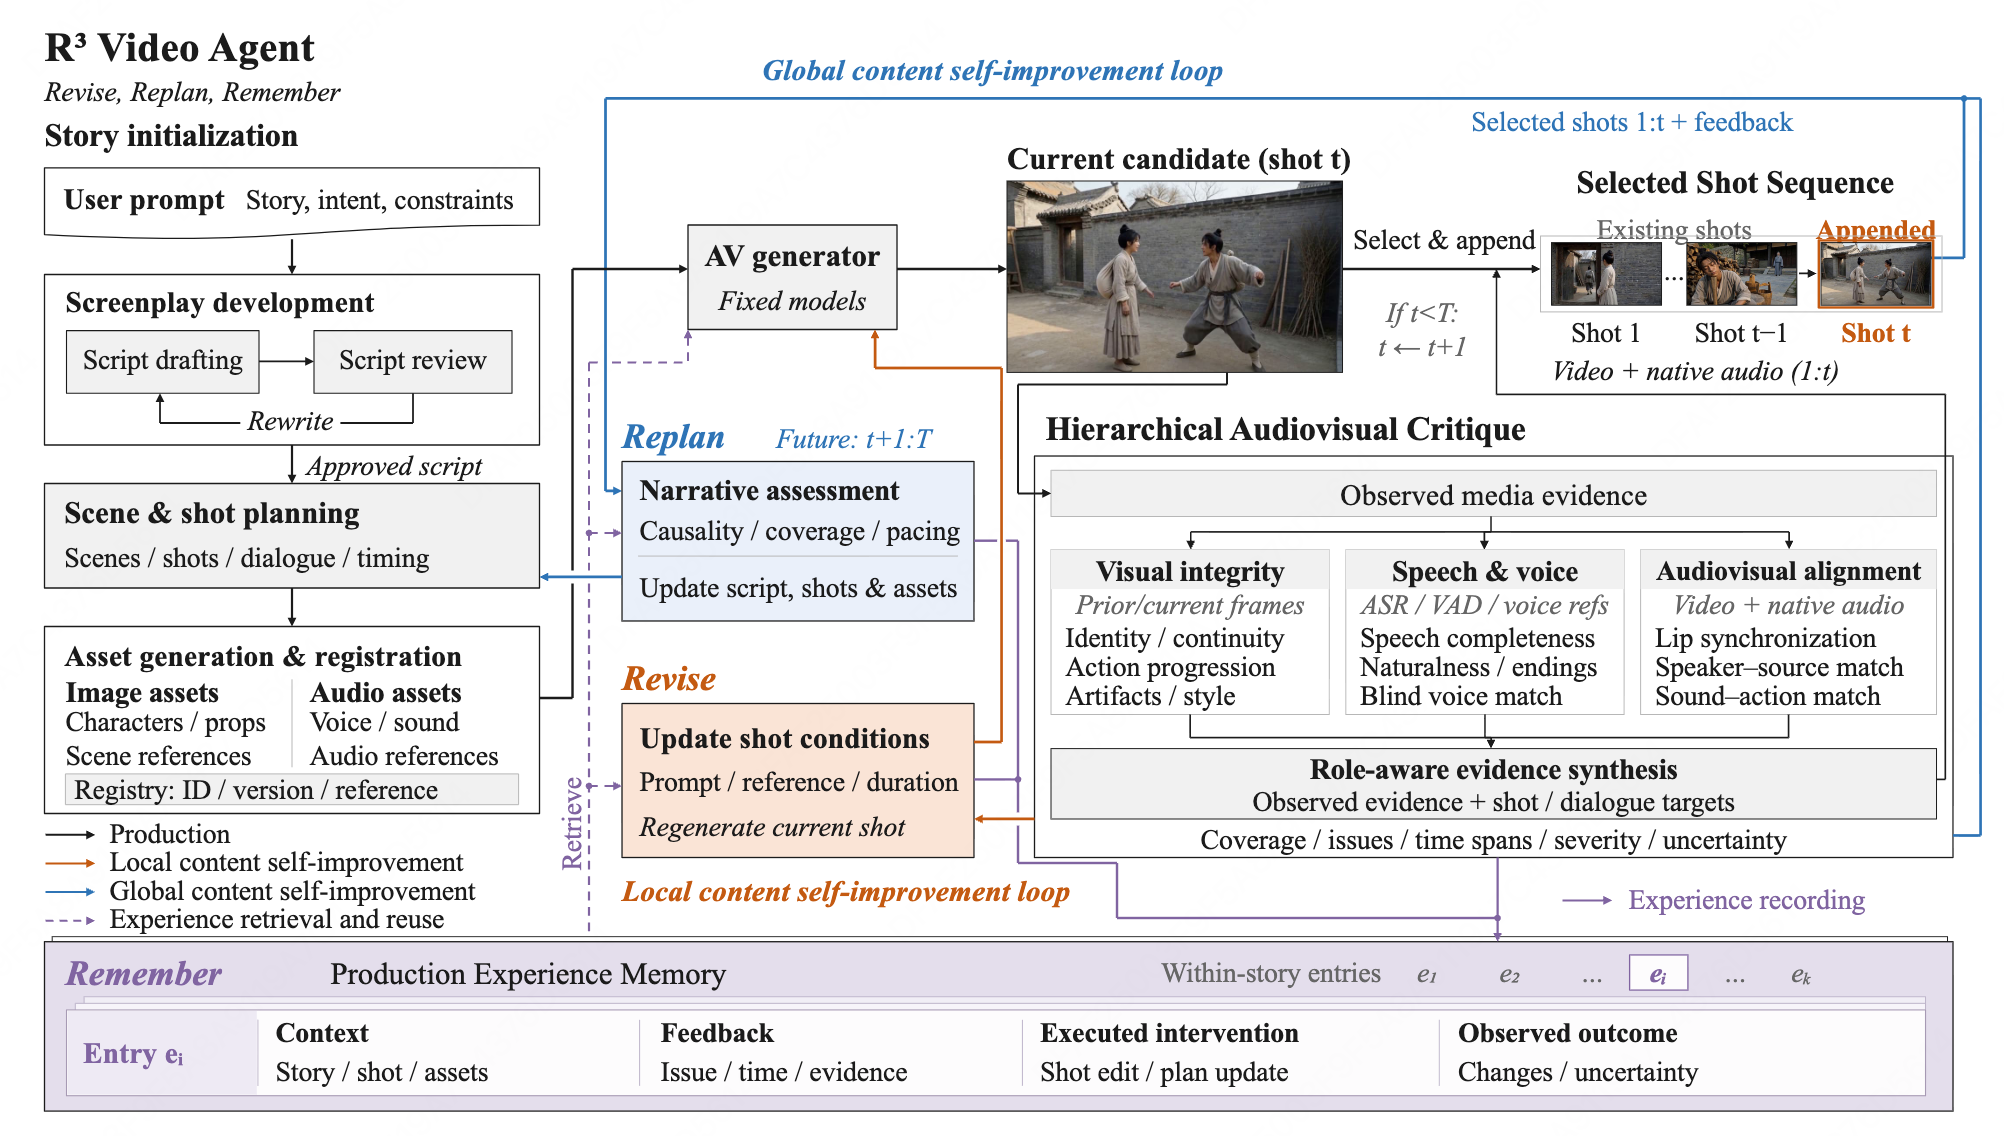 R³ Video Agent
Revise, Replan, Remember
Story initialization
User prompt Story, intent, constraints
Screenplay development
Script drafting
Script review
Rewrite
Approved script
Scene & shot planning
Scenes / shots / dialogue / timing
Asset generation & registration
Image assets
Characters / props
Scene references
Audio assets
Voice / sound
Audio references
Registry: ID / version / reference
Production
Local content self-improvement
Global content self-improvement
Experience retrieval and reuse
Global content self-improvement loop
Selected shots 1:t + feedback
AV generator
Fixed models
Current candidate (shot t)
Select & append
If t<T:
t ← t+1
Selected Shot Sequence
Existing shots
Appended
...
Shot 1
Shot t−1
Shot t
Video + native audio (1:t)
Replan
Future: t+1:T
Narrative assessment
Causality / coverage / pacing
Update script, shots & assets
Revise
Update shot conditions
Prompt / reference / duration
Regenerate current shot
Local content self-improvement loop
Retrieve
Hierarchical Audiovisual Critique
Observed media evidence
Visual integrity
Prior/current frames
Identity / continuity
Action progression
Artifacts / style
Speech & voice
ASR / VAD / voice refs
Speech completeness
Naturalness / endings
Blind voice match
Audiovisual alignment
Video + native audio
Lip synchronization
Speaker–source match
Sound–action match
Role-aware evidence synthesis
Observed evidence + shot / dialogue targets
Coverage / issues / time spans / severity / uncertainty
Experience recording
Remember
Production Experience Memory
Within-story entries e₁ e₂ ... eᵢ ... eₖ
Entry eᵢ
Context
Story / shot / assets
Feedback
Issue / time / evidence
Executed intervention
Shot edit / plan update
Observed outcome
Changes / uncertainty